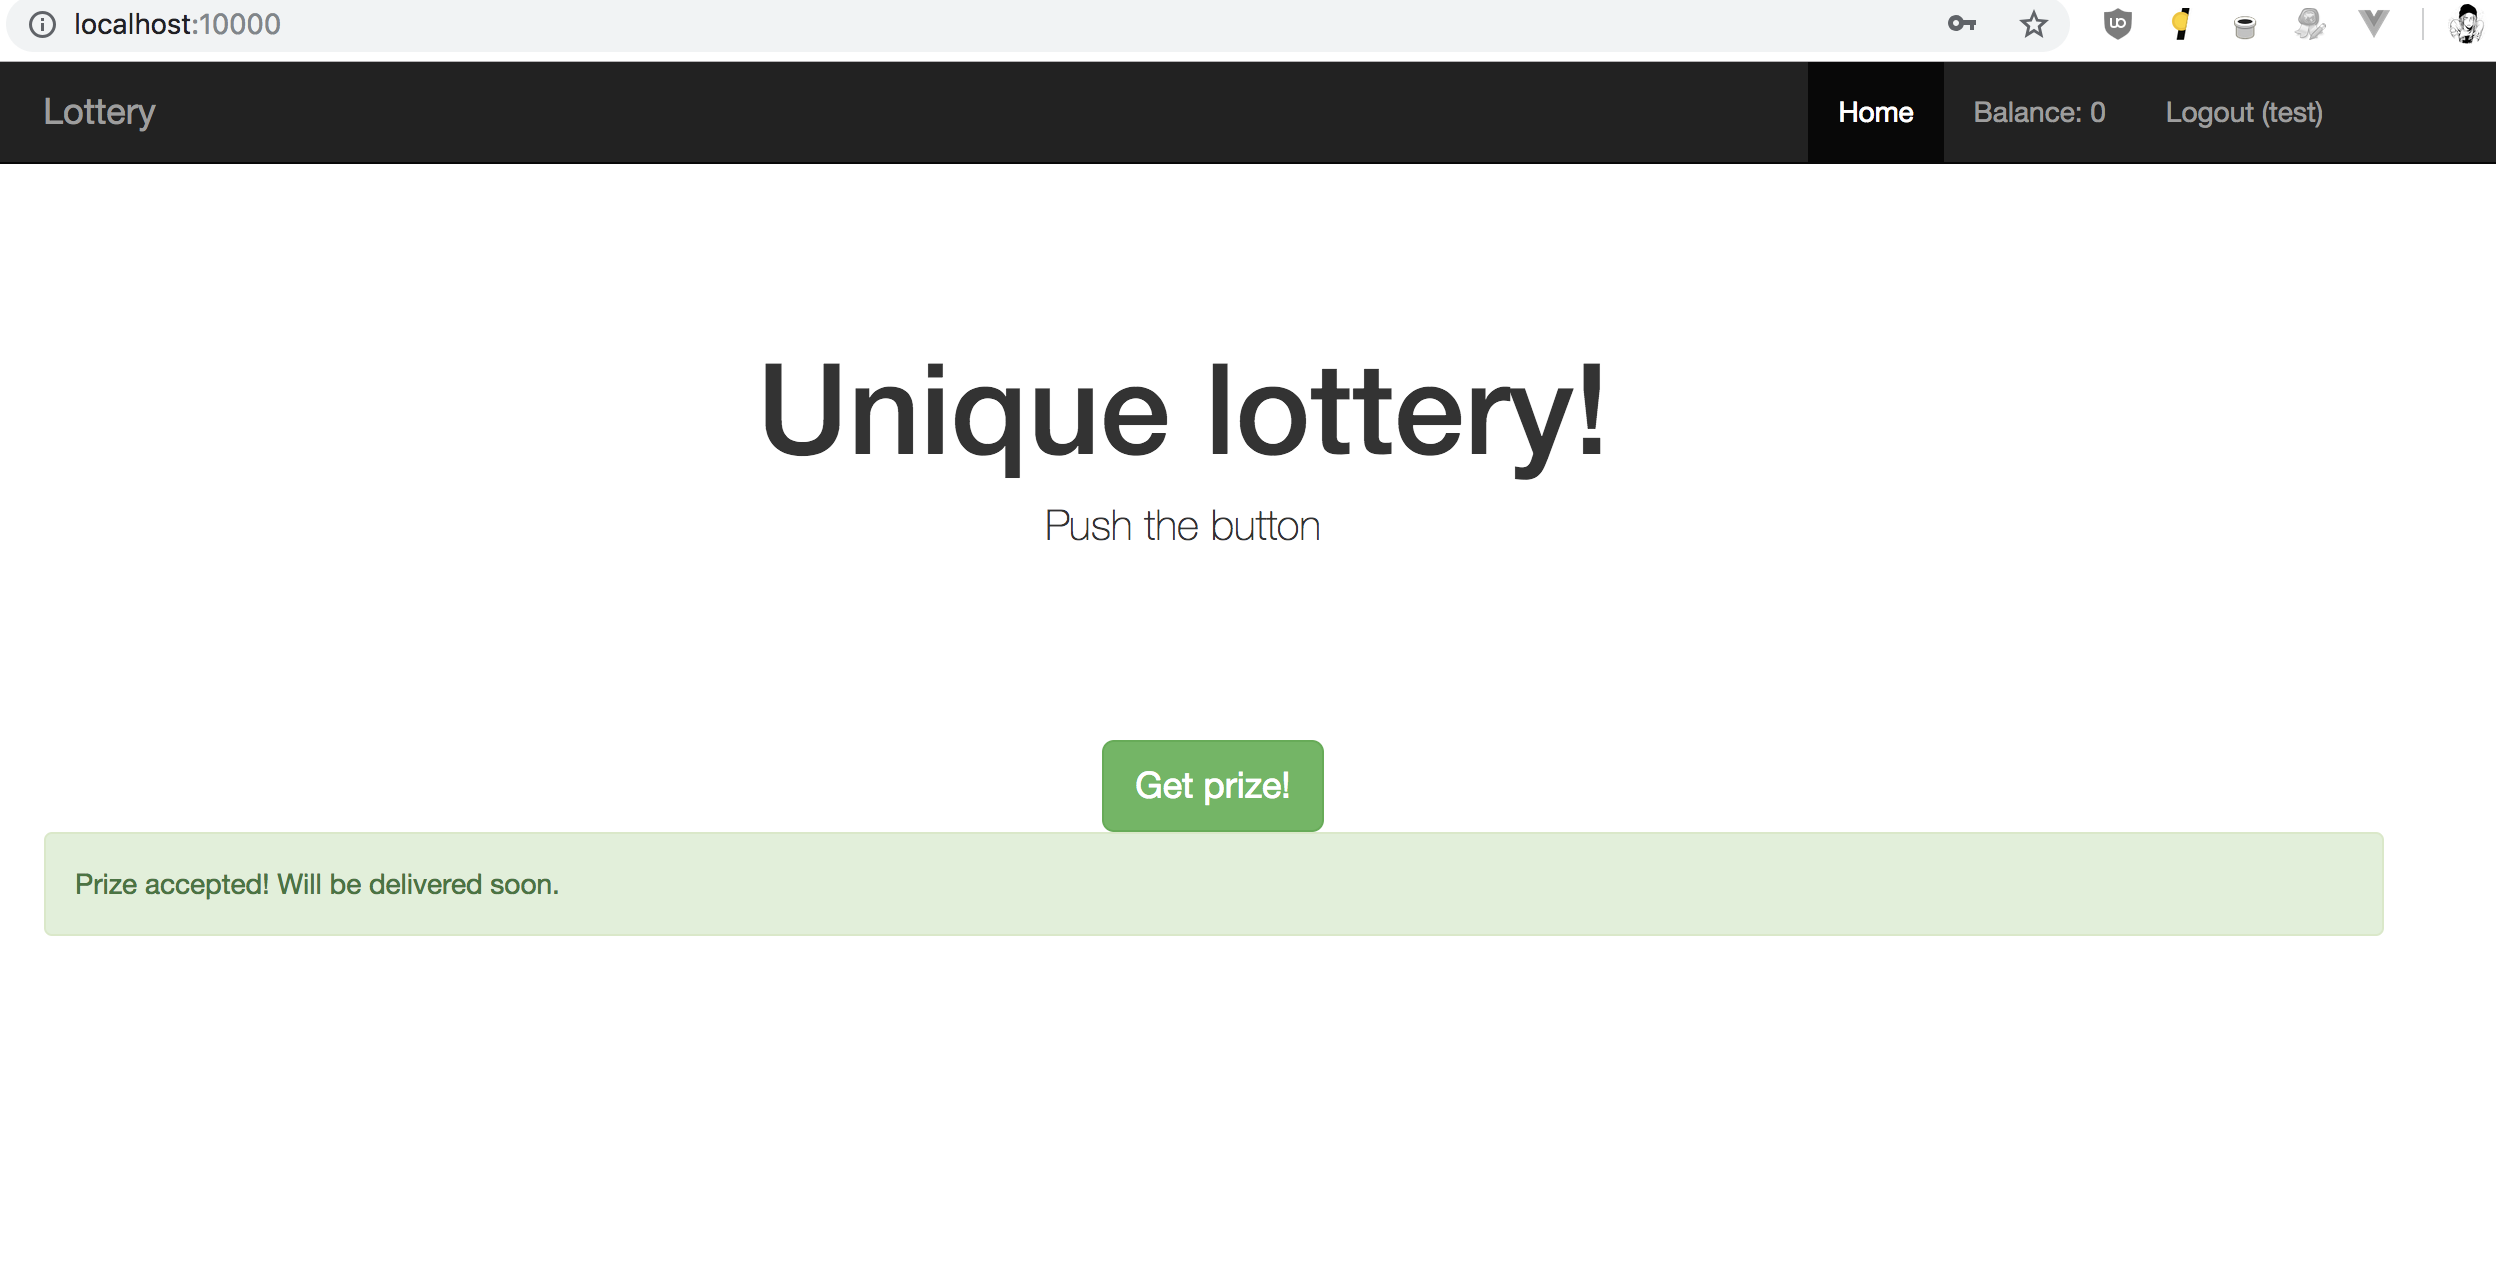 localhost:10000
Lottery
Home
Balance: 0
Logout (test)
Unique lottery!
Push the button
Get prize!
Prize accepted! Will be delivered soon.